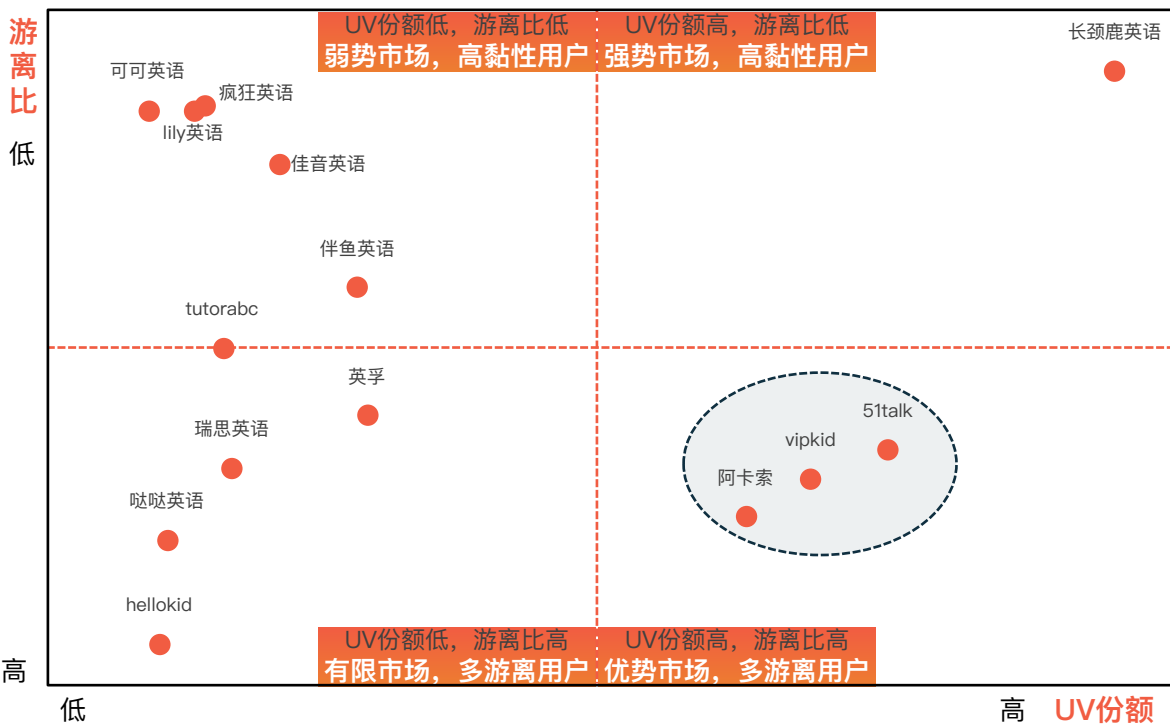 游
离
比
低
UV份额低，游离比低
弱势市场，高黏性用户
UV份额高，游离比低
强势市场，高黏性用户
长颈鹿英语
可可英语
疯狂英语
lily英语
佳音英语
伴鱼英语
tutorabc
英孚
51talk
瑞思英语
vipkid
阿卡索
哒哒英语
hellokid
UV份额低，游离比高
有限市场，多游离用户
UV份额高，游离比高
优势市场，多游离用户
高
低
高
UV份额